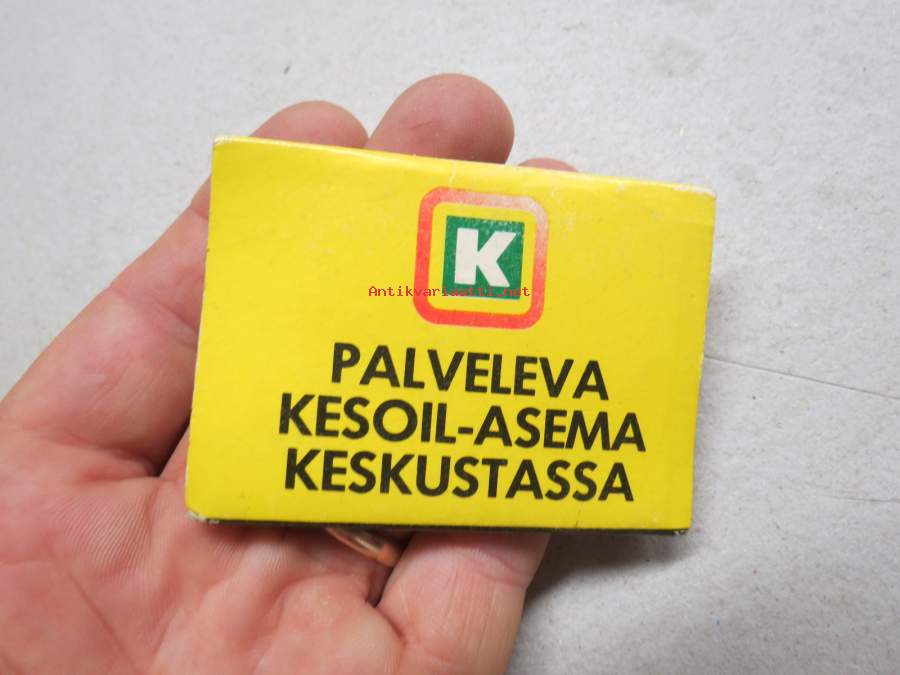 K
Antikvariaatti.net
PALVELEVA
KESOIL-ASEMA
KESKUSTASSA